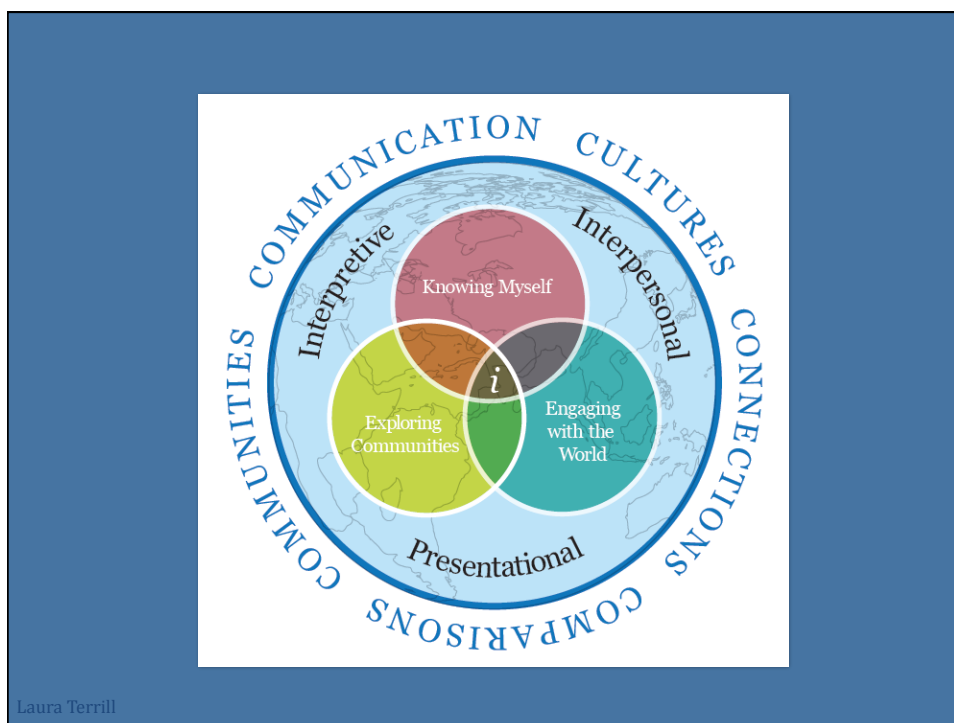 COMMUNICATION CULTURES CONNECTIONS COMPARISONS COMMUNITIES
Interpretive
Interpersonal
Knowing Myself
i
Exploring
Communities
Engaging
with the
World
Presentational
Laura Terrill